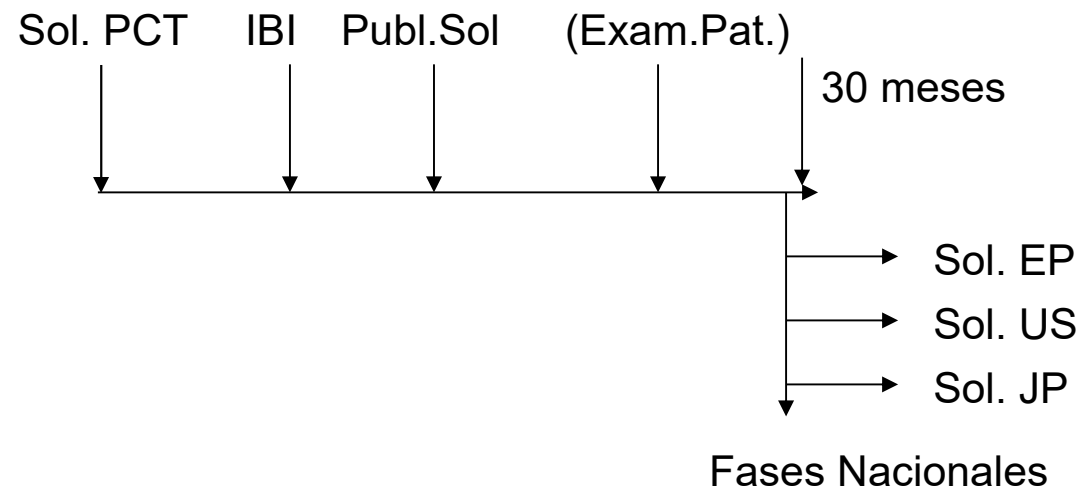 Sol. PCT IBI Publ.Sol (Exam.Pat.)
30 meses
Sol. EP
Sol. US
Sol. JP
Fases Nacionales